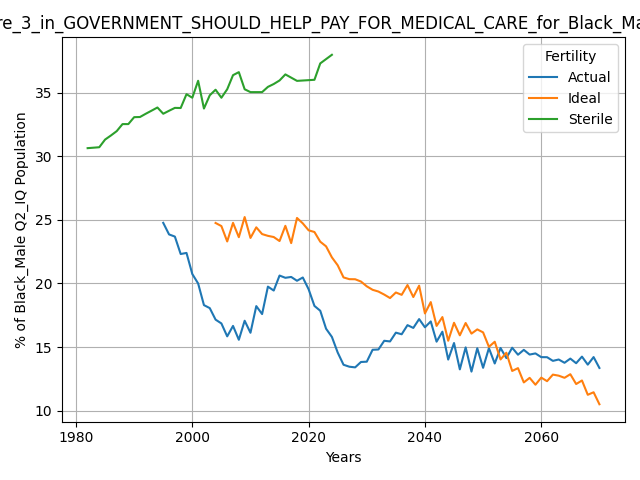 re_3_in_GOVERNMENT_SHOULD_HELP_PAY_FOR_MEDICAL_CARE_for_Black_Ma
Fertility
Actual
Ideal
Sterile
% of Black_Male Q2_IQ Population
35
30
25
20
15
10
1980
2000
2020
2040
2060
Years